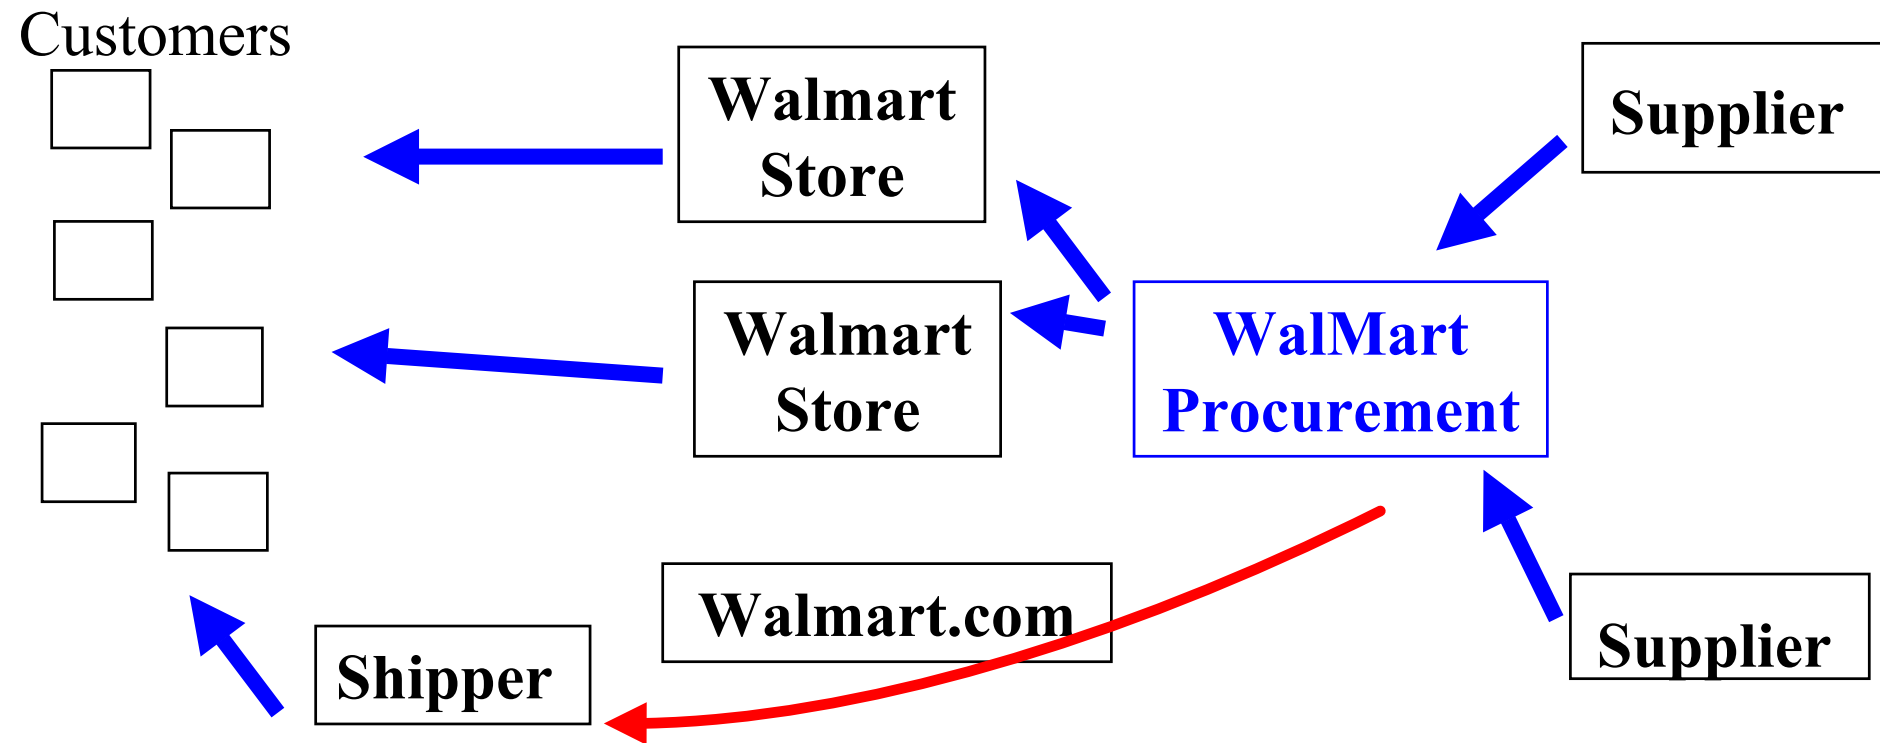 Customers
Walmart
Store
Supplier
Walmart
Store
WalMart
Procurement
Walmart.com
Shipper
Supplier